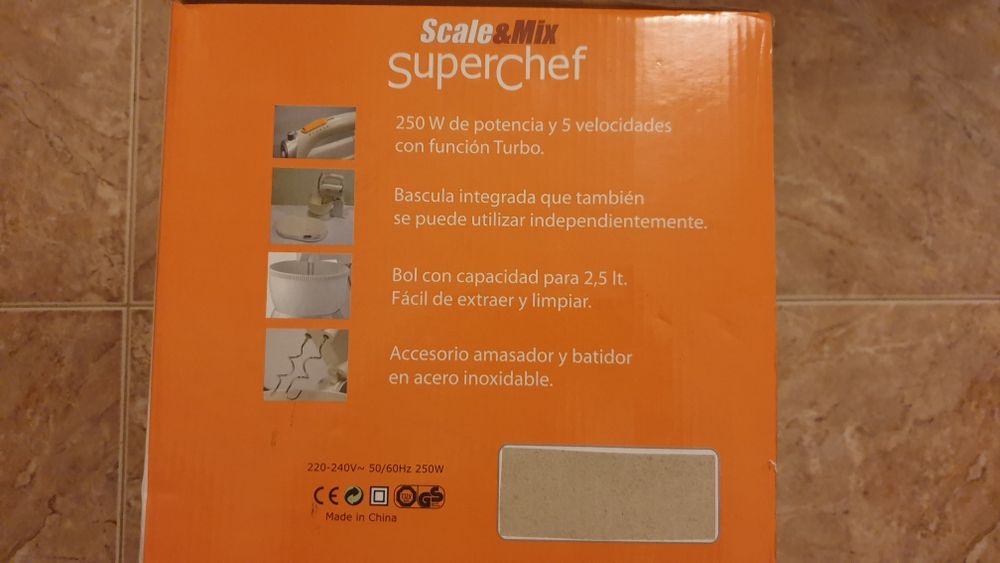 Scale&Mix
SuperChef
250 W de potencia y 5 velocidades
con función Turbo.
Bascula integrada que también
se puede utilizar independientemente.
Bol con capacidad para 2,5 lt.
Fácil de extraer y limpiar.
Accesorio amasador y batidor
en acero inoxidable.
220-240V~ 50/60Hz 250W
CE TÜV GS
Made in China